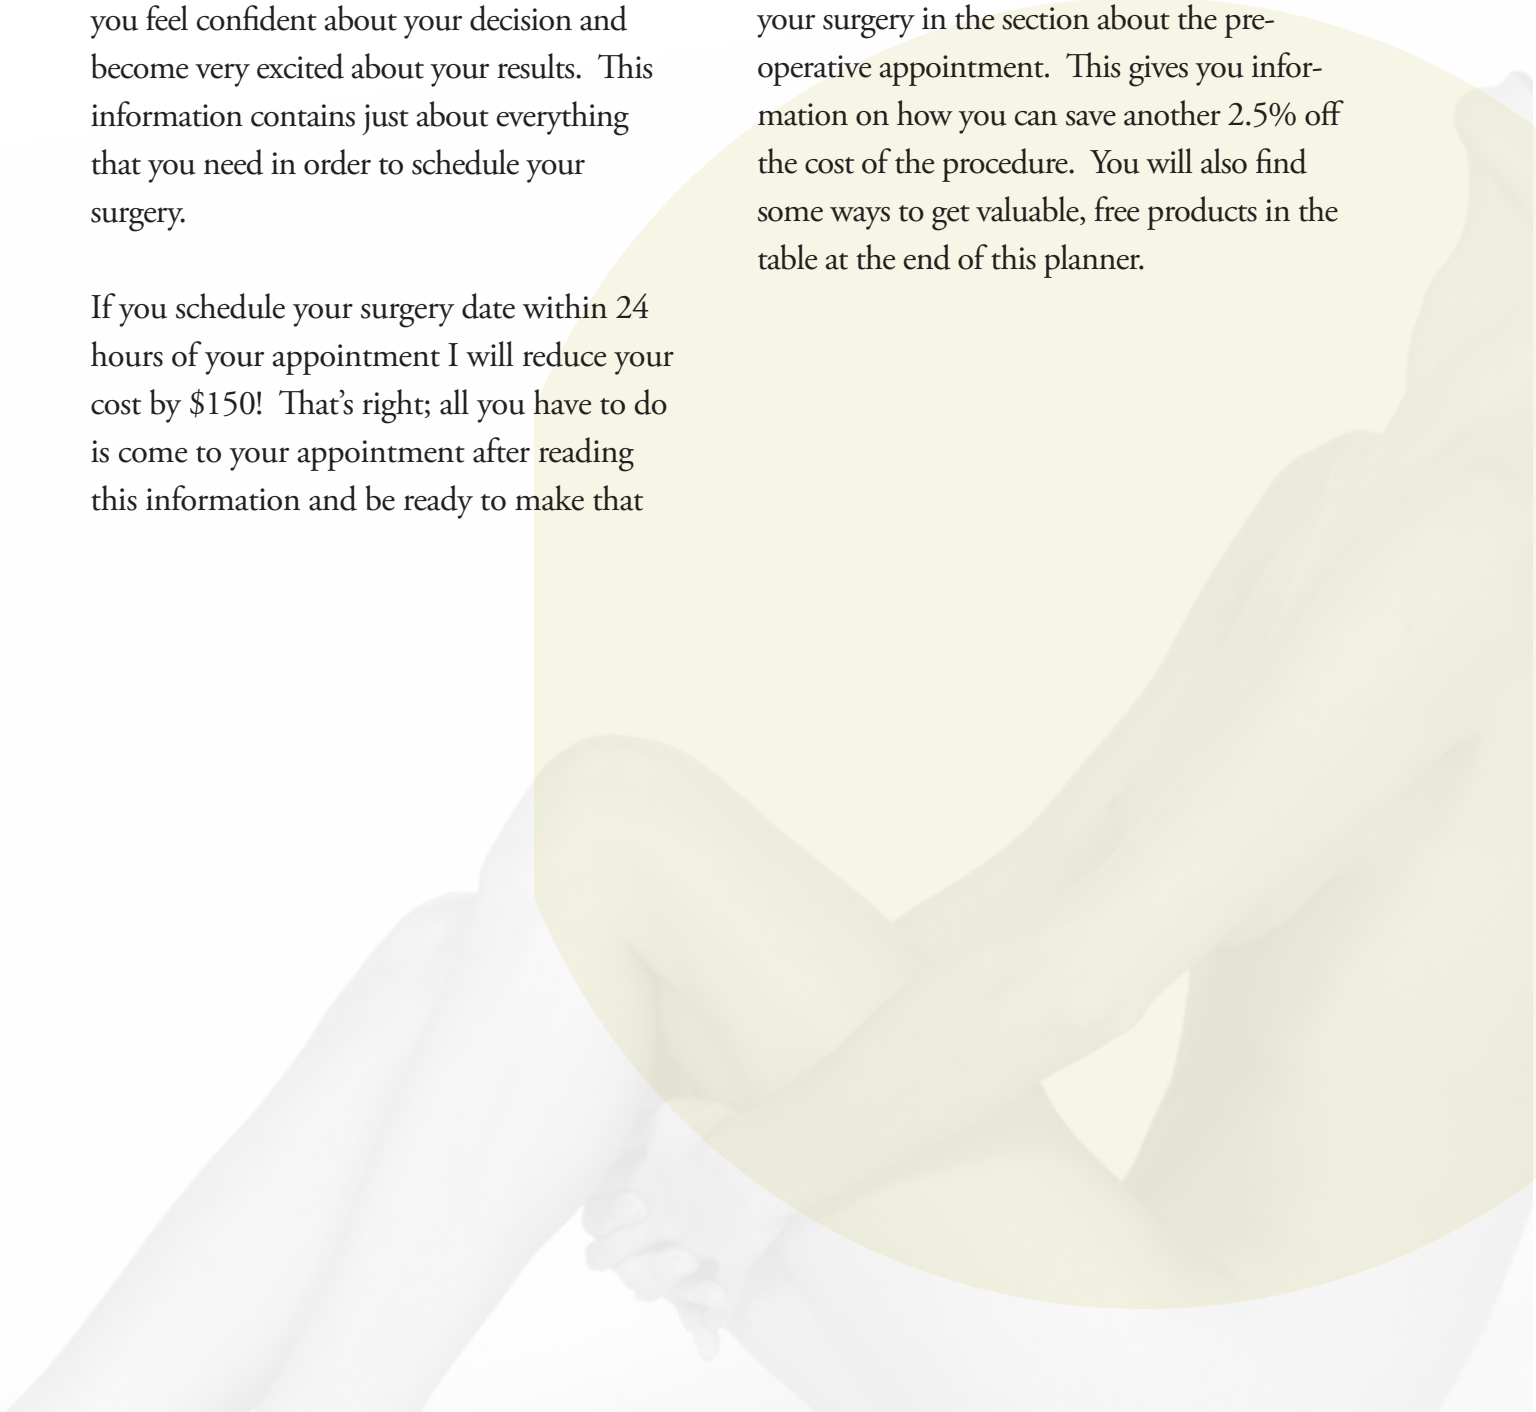 you feel confident about your decision and
become very excited about your results.  This
information contains just about everything
that you need in order to schedule your
surgery.
If you schedule your surgery date within 24
hours of your appointment I will reduce your
cost by $150!  That’s right; all you have to do
is come to your appointment after reading
this information and be ready to make that
your surgery in the section about the pre-
operative appointment.  This gives you infor-
mation on how you can save another 2.5% off
the cost of the procedure.  You will also find
some ways to get valuable, free products in the
table at the end of this planner.